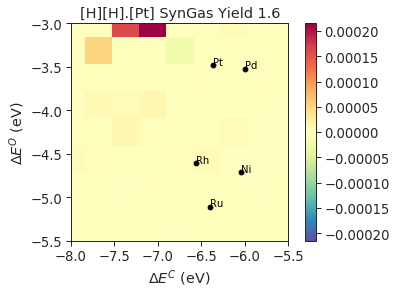 [H][H].[Pt] SynGas Yield 1.6
−3.0
−3.5
−4.0
−4.5
−5.0
−5.5
ΔE^O (eV)
Pt
Pd
Rh
Ni
Ru
−8.0 −7.5 −7.0 −6.5 −6.0 −5.5
ΔE^C (eV)
0.00020
0.00015
0.00010
0.00005
0.00000
−0.00005
−0.00010
−0.00015
−0.00020